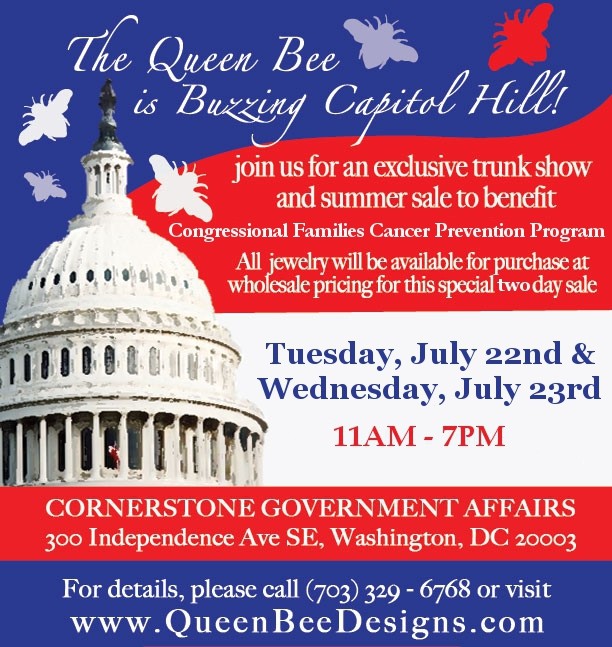 The Queen Bee
is Buzzing Capitol Hill!
join us for an exclusive trunk show
and summer sale to benefit
Congressional Families Cancer Prevention Program
All jewelry will be available for purchase at
wholesale pricing for this special two day sale
Tuesday, July 22nd &
Wednesday, July 23rd
11AM - 7PM
CORNERSTONE GOVERNMENT AFFAIRS
300 Independence Ave SE, Washington, DC 20003
For details, please call (703) 329 - 6768 or visit
www.QueenBeeDesigns.com